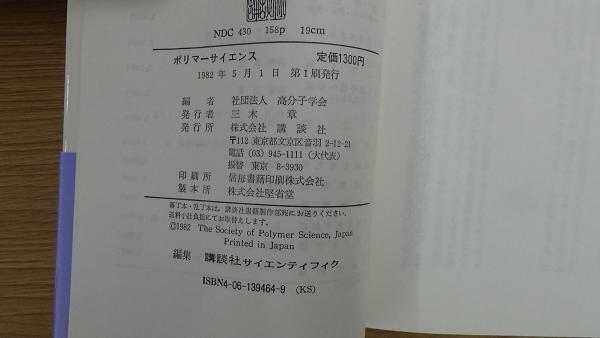 NDC 430 158p 19cm
ポリマーサイエンス 定価1300円
1982年5月1日 第1刷発行
編者 社団法人 高分子学会
発行者 三木 章
発行所 株式会社 講談社
〒112 東京都文京区音羽 2-12-21
電話 (03) 945-1111 (大代表)
振替 東京 8-3930
印刷所 信毎書籍印刷株式会社
製本所 株式会社堅省堂
落丁本・乱丁本は、講談社書籍製作部宛にお送りください。
送料小社負担にてお取替えします。
©1982 The Society of Polymer Science, Japan
Printed in Japan
編集 講談社サイエンティフィク
ISBN4-06-139464-9 (KS)